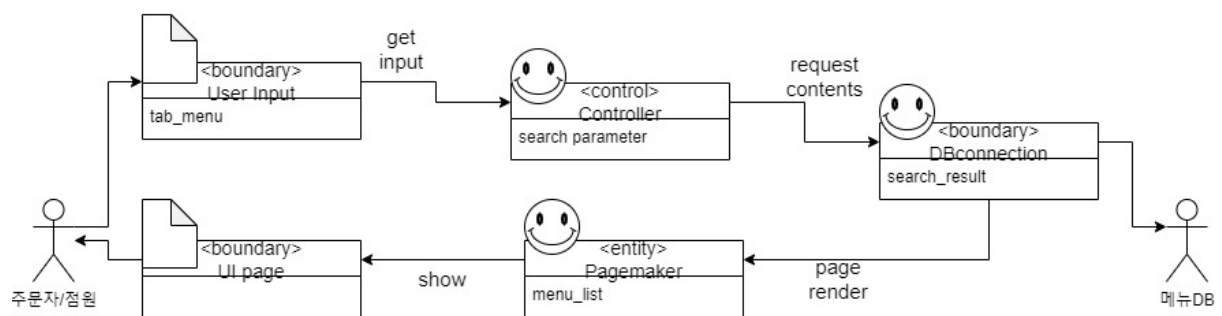 <boundary>
User Input
tab_menu
get
input
<control>
Controller
search parameter
request
contents
<boundary>
DBconnection
search_result
주문자/점원
<boundary>
UI page
show
<entity>
Pagemaker
menu_list
page
render
메뉴DB